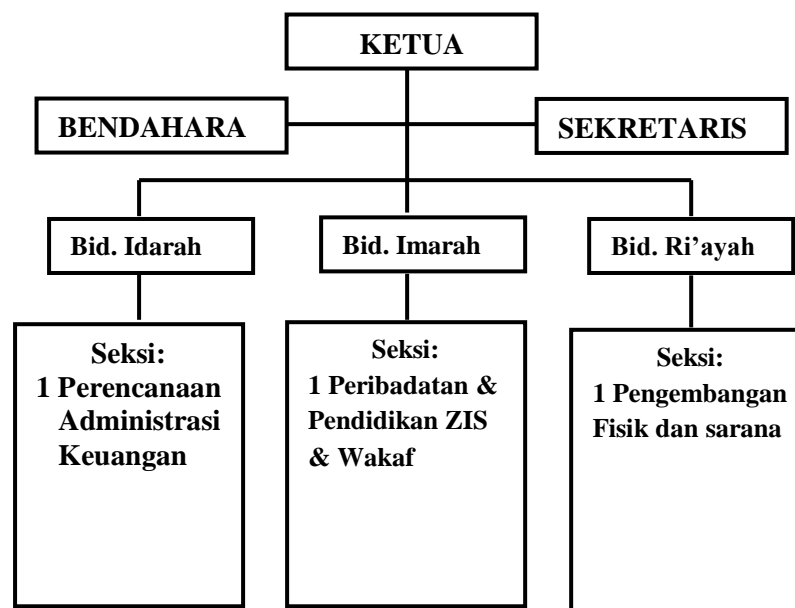 KETUA
BENDAHARA
SEKRETARIS
Bid. Idarah
Bid. Imarah
Bid. Ri’ayah
Seksi:
1 Perencanaan
Administrasi
Keuangan
Seksi:
1 Peribadatan &
Pendidikan ZIS
& Wakaf
Seksi:
1 Pengembangan
Fisik dan sarana